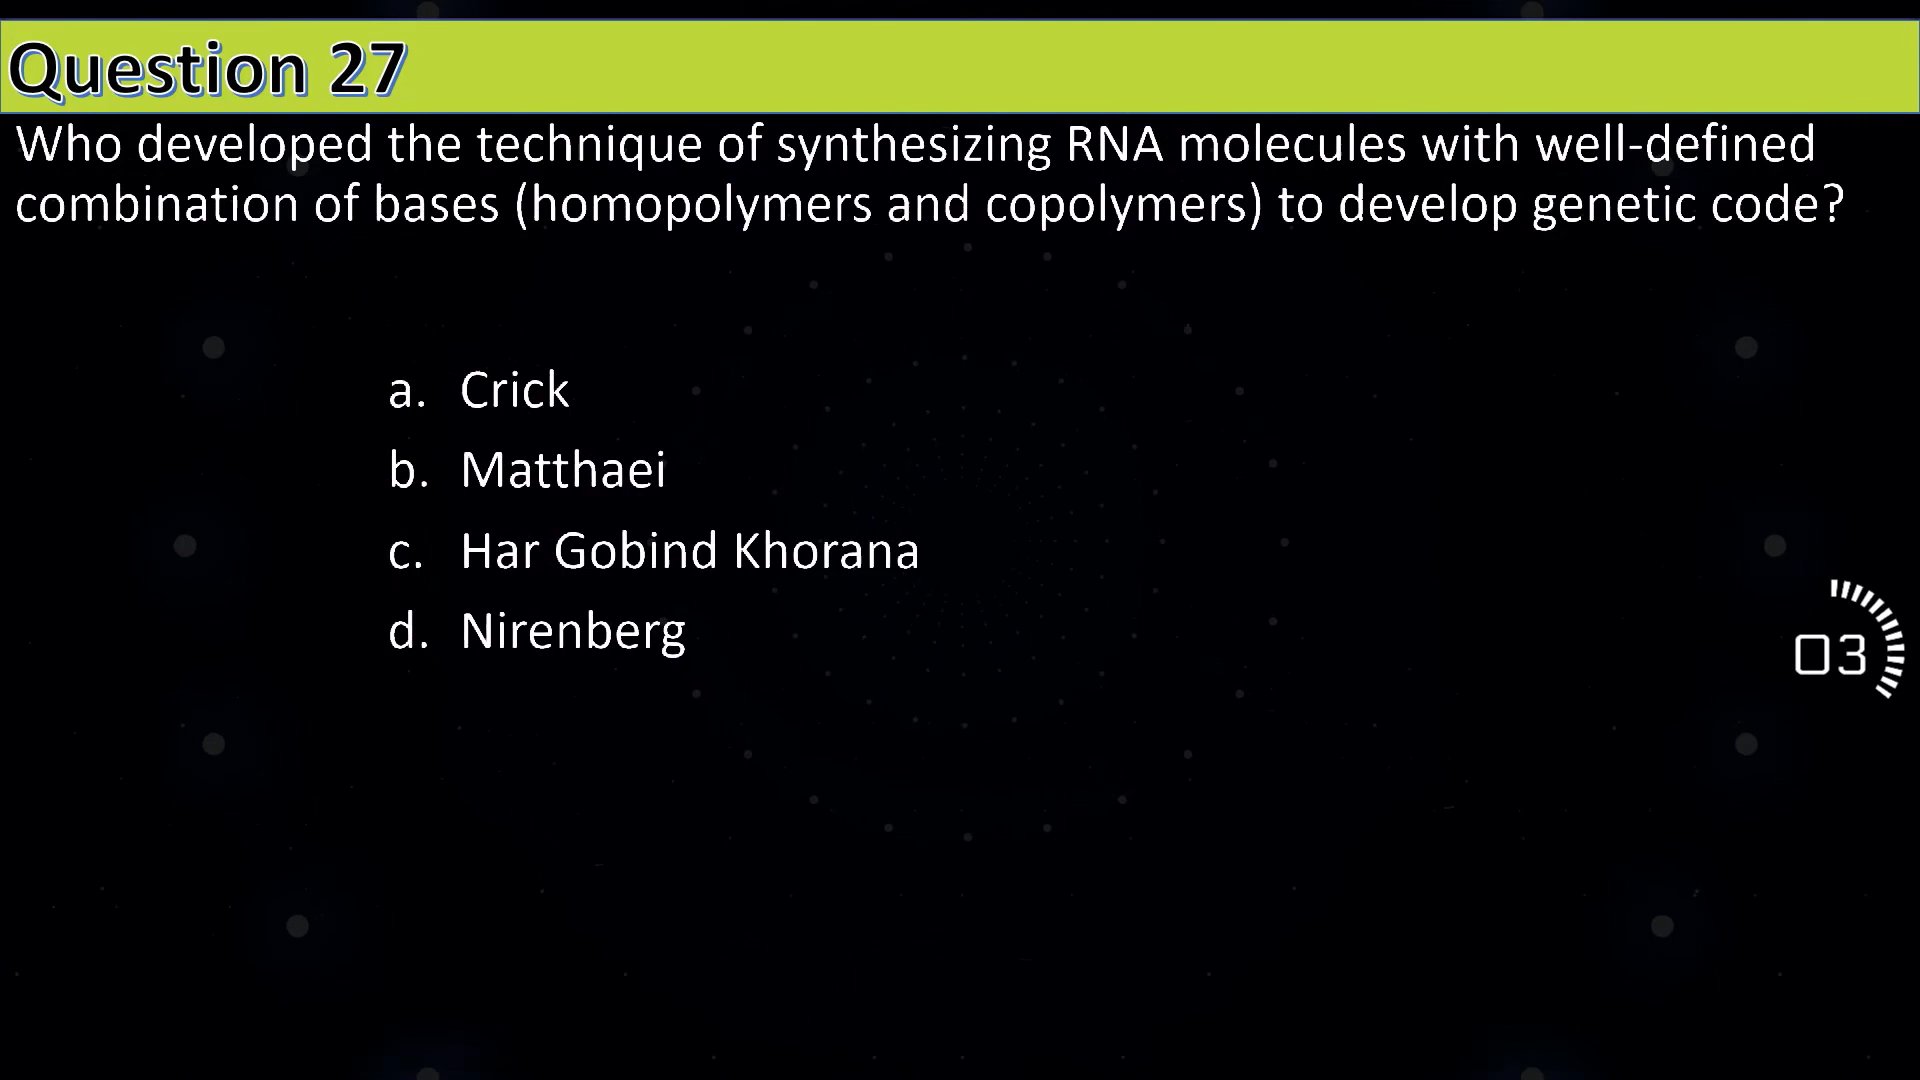 Question 27
Who developed the technique of synthesizing RNA molecules with well-defined
combination of bases (homopolymers and copolymers) to develop genetic code?
a. Crick
b. Matthaei
c. Har Gobind Khorana
d. Nirenberg
03